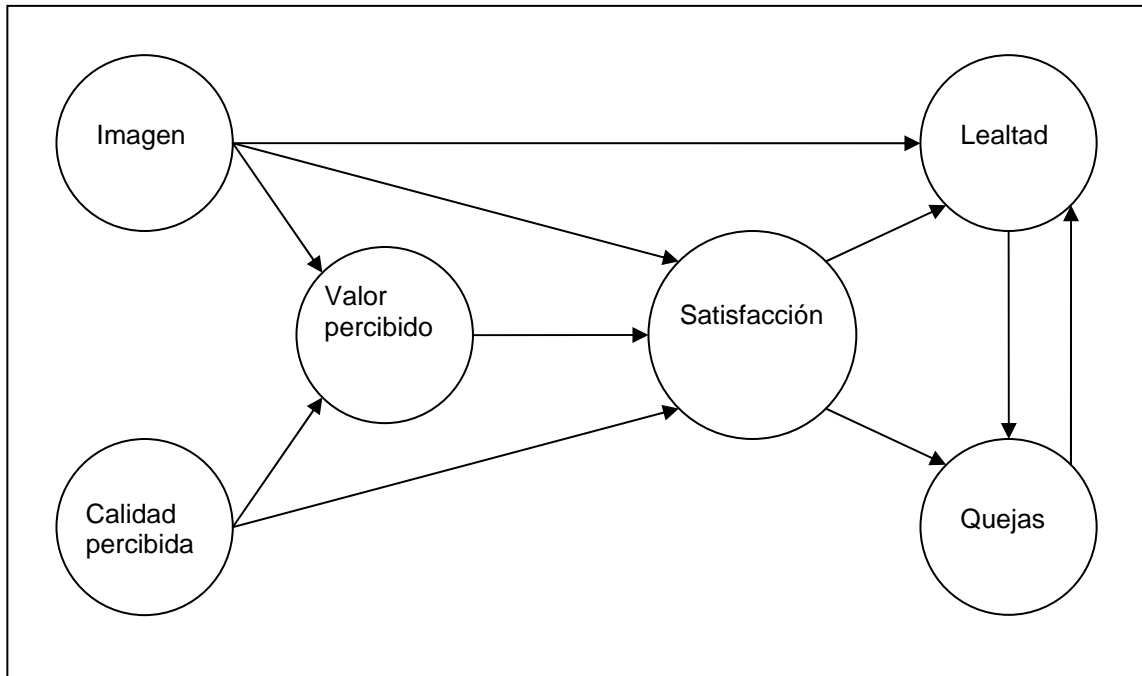 Imagen
Lealtad
Valor
percibido
Satisfacción
Calidad
percibida
Quejas